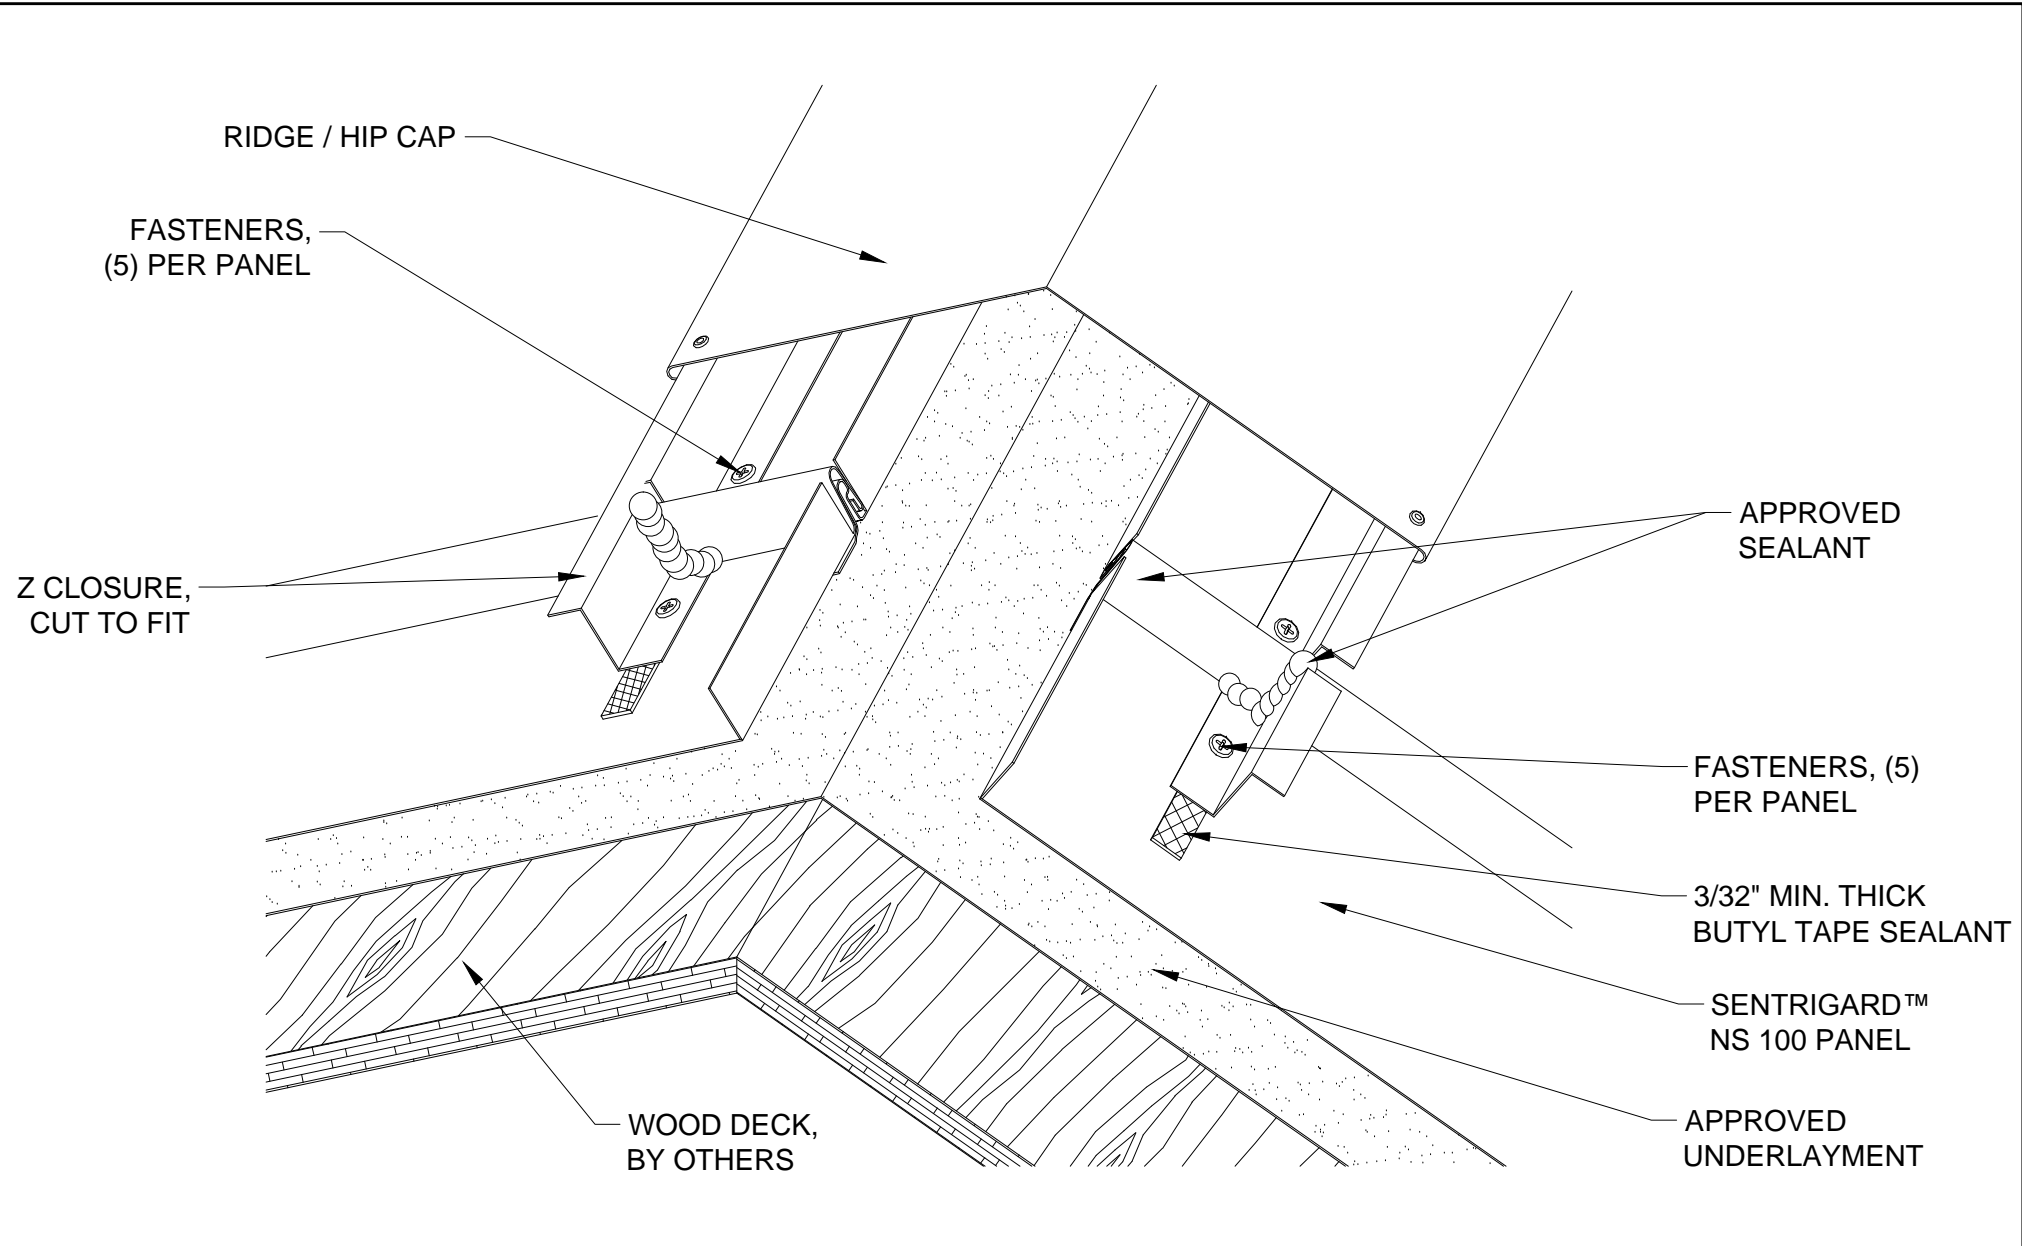 RIDGE / HIP CAP
FASTENERS,
(5) PER PANEL
Z CLOSURE,
CUT TO FIT
APPROVED
SEALANT
FASTENERS, (5)
PER PANEL
3/32" MIN. THICK
BUTYL TAPE SEALANT
SENTRIGARD™
NS 100 PANEL
APPROVED
UNDERLAYMENT
WOOD DECK,
BY OTHERS